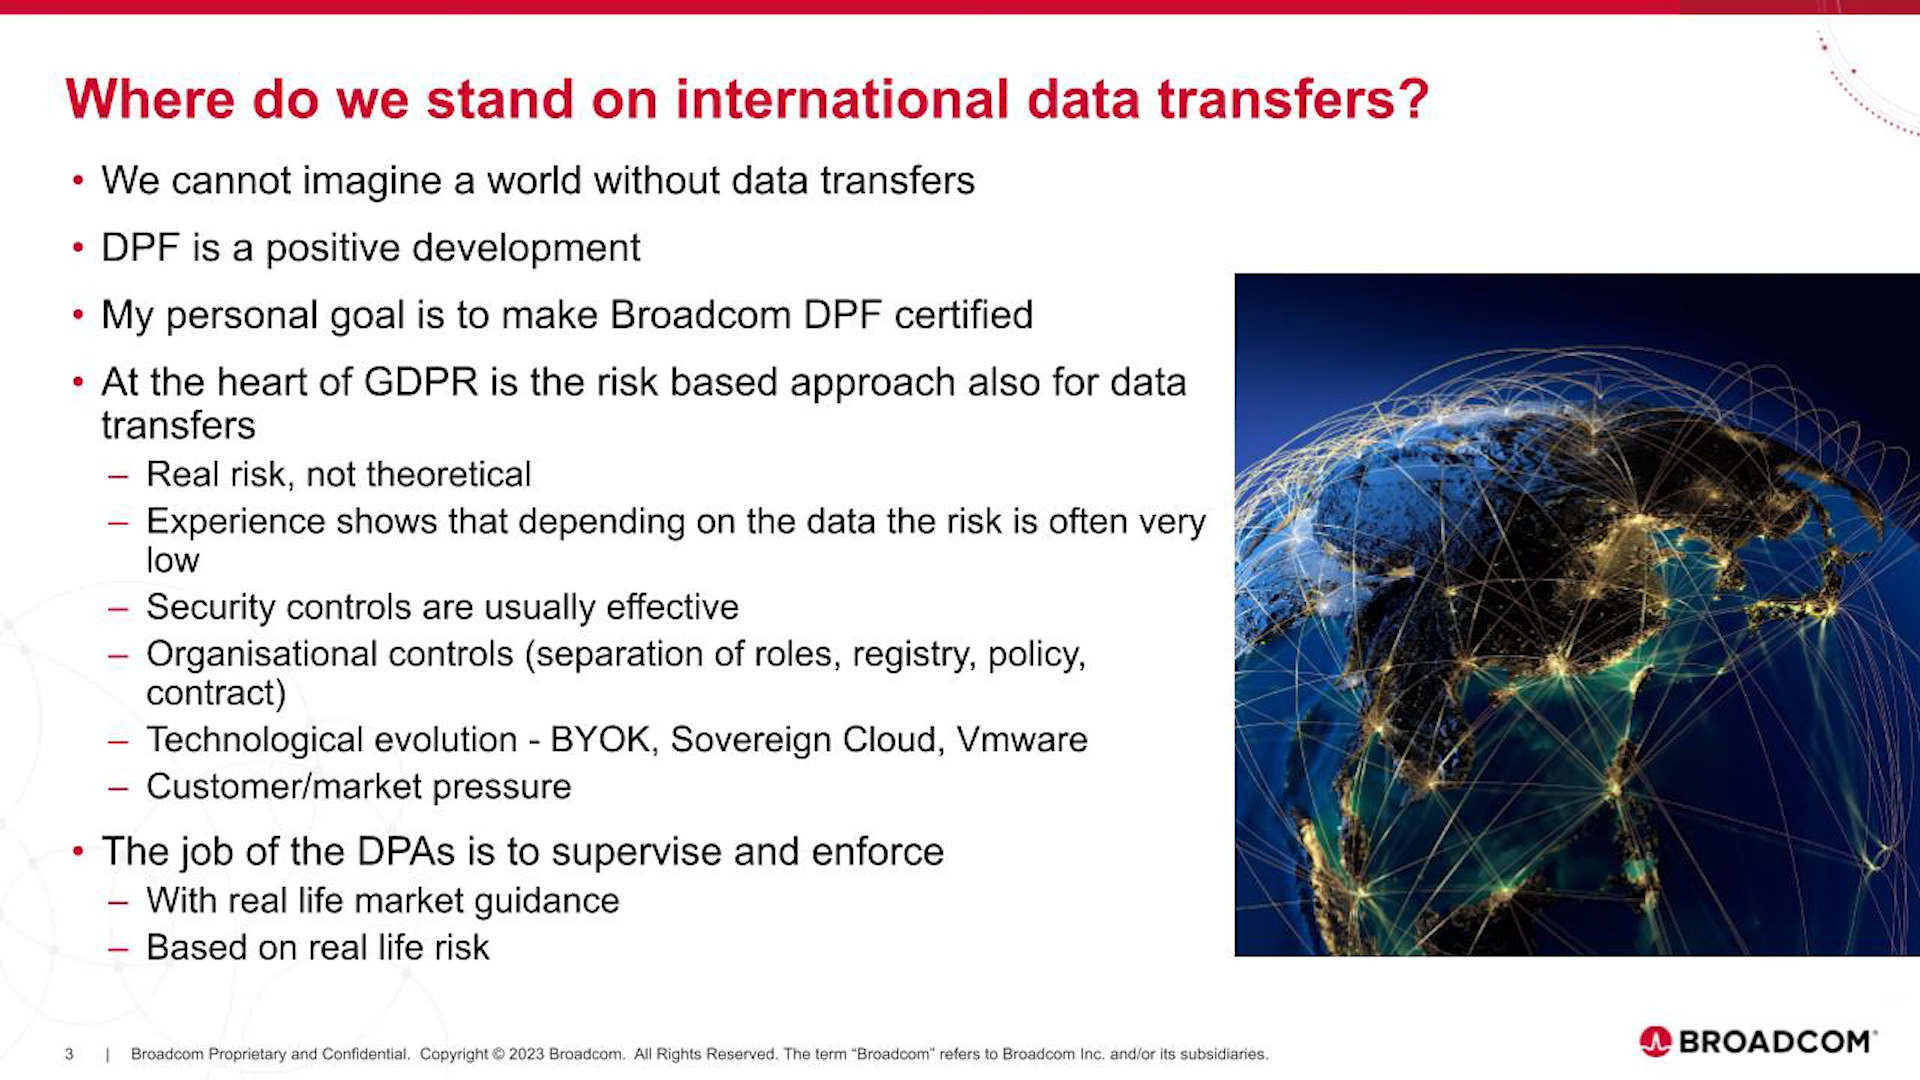 Where do we stand on international data transfers?
• We cannot imagine a world without data transfers
• DPF is a positive development
• My personal goal is to make Broadcom DPF certified
• At the heart of GDPR is the risk based approach also for data
transfers
– Real risk, not theoretical
– Experience shows that depending on the data the risk is often very
low
– Security controls are usually effective
– Organisational controls (separation of roles, registry, policy,
contract)
– Technological evolution - BYOK, Sovereign Cloud, Vmware
– Customer/market pressure
• The job of the DPAs is to supervise and enforce
– With real life market guidance
– Based on real life risk
3 | Broadcom Proprietary and Confidential. Copyright © 2023 Broadcom. All Rights Reserved. The term “Broadcom” refers to Broadcom Inc. and/or its subsidiaries.
BROADCOM®